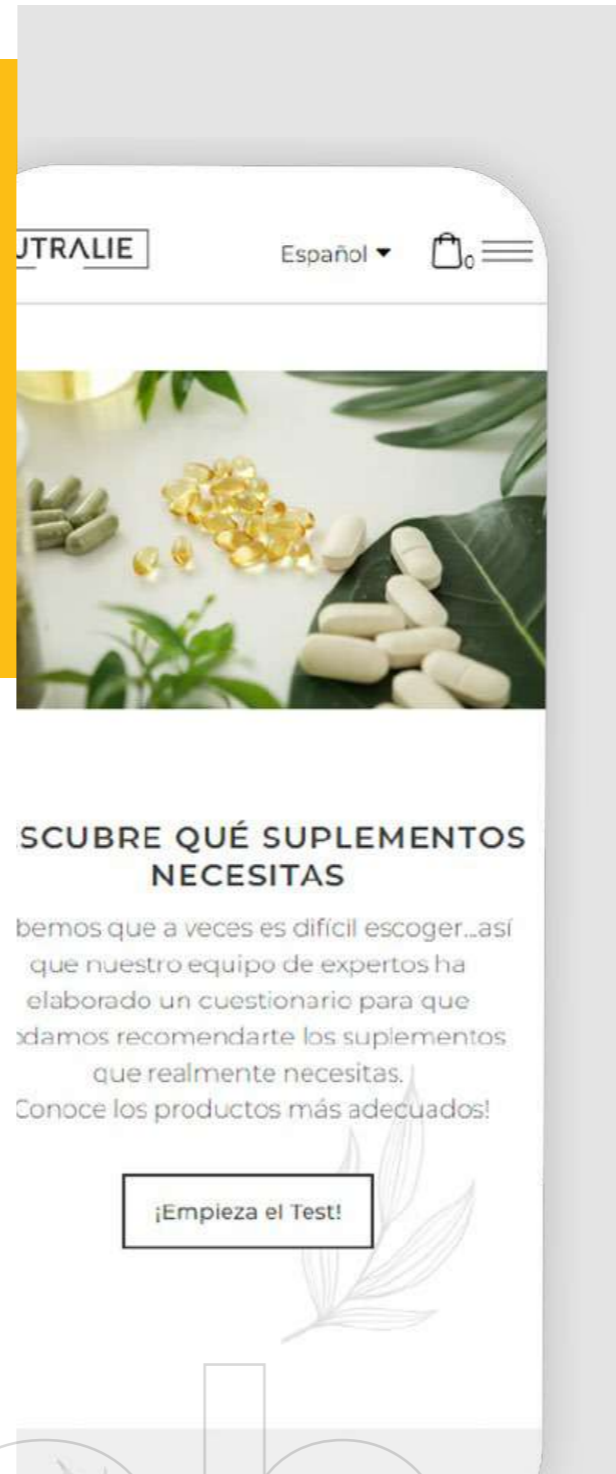 UTRALIE
Español
0
SCUBRE QUÉ SUPLEMENTOS
NECESITAS
bemos que a veces es difícil escoger...así
que nuestro equipo de expertos ha
elaborado un cuestionario para que
odamos recomendarte los suplementos
que realmente necesitas.
Conoce los productos más adecuados!
¡Empieza el Test!